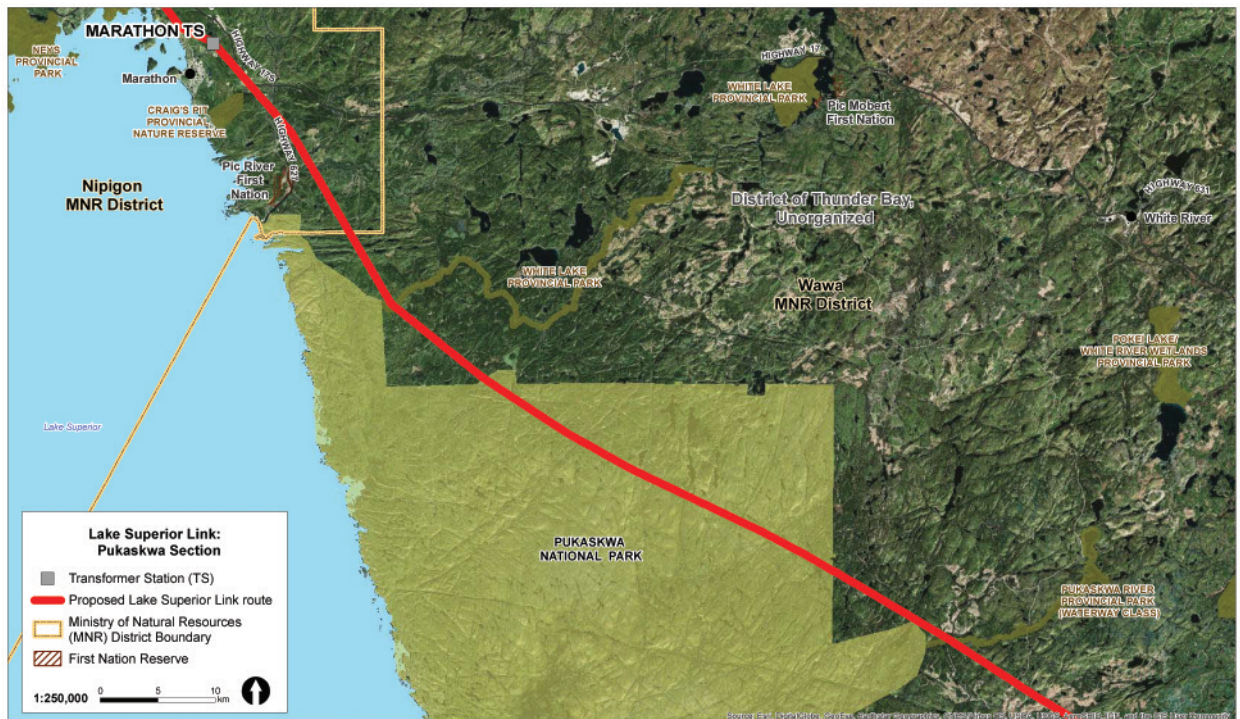 MARATHON TS
HIGHWAY 17S
NEYS
PROVINCIAL
PARK
Marathon
CRAIG'S PIT
PROVINCIAL
NATURE RESERVE
HIGHWAY 627
Pic River
First
Nation
Nipigon
MNR District
HIGHWAY 17
WHITE LAKE
PROVINCIAL PARK
Pic Mobert
First Nation
District of Thunder Bay,
Unorganized
HIGHWAY 631
White River
WHITE LAKE
PROVINCIAL PARK
Wawa
MNR District
POKEI LAKE/
WHITE RIVER WETLANDS
PROVINCIAL PARK
Lake Superior
PUKASKWA
NATIONAL PARK
PUKASKWA RIVER
PROVINCIAL PARK
(WATERWAY CLASS)
Lake Superior Link:
Pukaskwa Section
Transformer Station (TS)
Proposed Lake Superior Link route
Ministry of Natural Resources
(MNR) District Boundary
First Nation Reserve
1:250,000
0 5 10
km